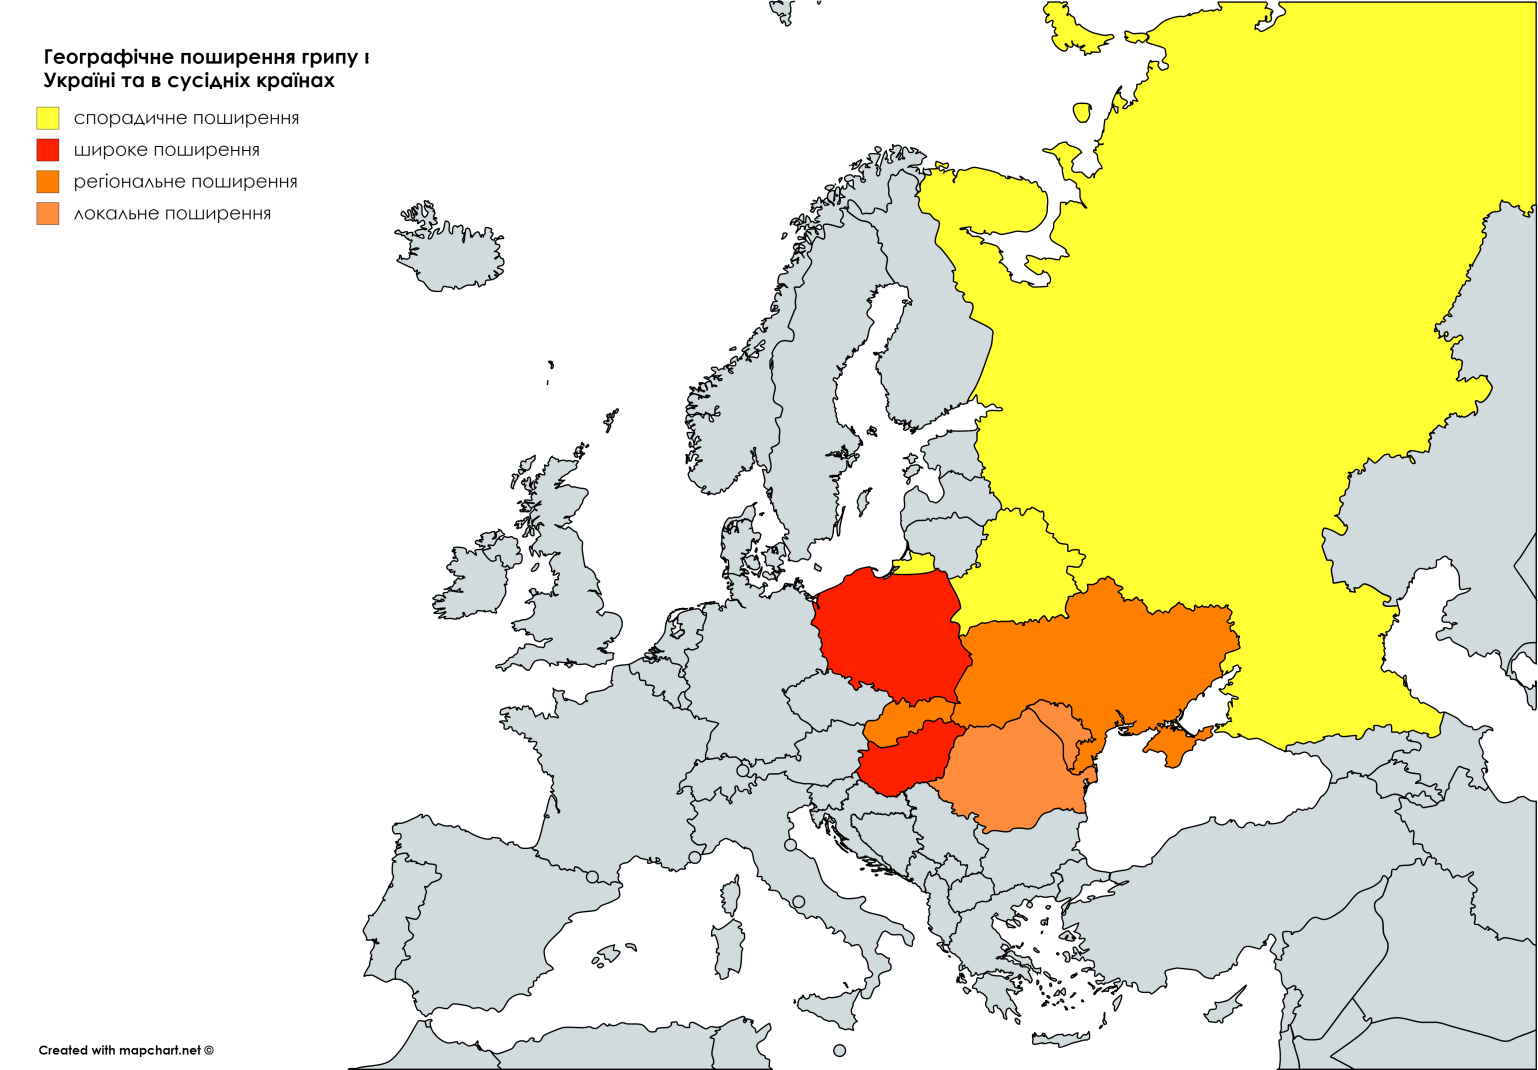 Географічне поширення грипу в
Україні та в сусідніх країнах
спорадичне поширення
широке поширення
регіональне поширення
локальне поширення
Created with mapchart.net ©